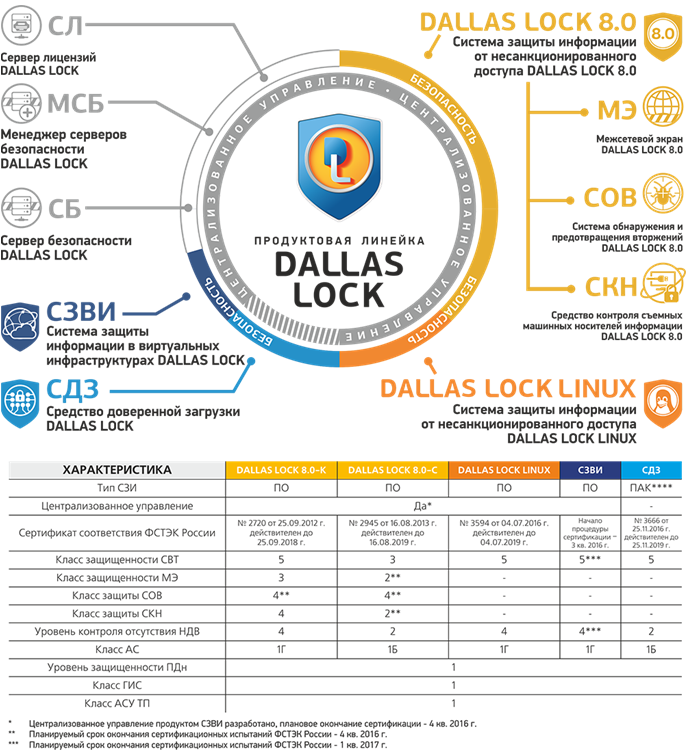 СЛ
Сервер лицензий
DALLAS LOCK
МСБ
Менеджер серверов
безопасности
DALLAS LOCK
СБ
Сервер безопасности
DALLAS LOCK
СЗВИ
Система защиты
информации в виртуальных
инфраструктурах DALLAS LOCK
СДЗ
Средство доверенной загрузки
DALLAS LOCK
ЦЕНТРАЛИЗОВАННОЕ УПРАВЛЕНИЕ • ЦЕНТРАЛИЗОВАННОЕ УПРАВЛЕНИЕ
БЕЗОПАСНОСТЬ
БЕЗОПАСНОСТЬ
БЕЗОПАСНОСТЬ
DL
ПРОДУКТОВАЯ ЛИНЕЙКА
DALLAS
LOCK
DALLAS LOCK 8.0
8.0
Система защиты информации
от несанкционированного
доступа DALLAS LOCK 8.0
МЭ
Межсетевой экран
DALLAS LOCK 8.0
СОВ
Система обнаружения и
предотвращения вторжений
DALLAS LOCK 8.0
СКН
Средство контроля съемных
машинных носителей информации
DALLAS LOCK 8.0
DALLAS LOCK LINUX
Система защиты информации
от несанкционированного доступа
DALLAS LOCK LINUX
ХАРАКТЕРИСТИКА DALLAS LOCK 8.0-K DALLAS LOCK 8.0-C DALLAS LOCK LINUX СЗВИ СДЗ
Тип СЗИ ПО ПО ПО ПО ПАК****
Централизованное управление Да* -
Сертификат соответствия ФСТЭК России
№ 2720 от 25.09.2012 г.
действителен до
25.09.2018 г.
№ 2945 от 16.08.2013 г.
действителен до
16.08.2019 г.
№ 3594 от 04.07.2016 г.
действителен до
04.07.2019 г.
Начало
процедуры
сертификации ~
3 кв. 2016 г.
№ 3666 от
25.11.2016 г.
действителен до
25.11.2019 г.
Класс защищенности СВТ 5 3 5 5*** 5
Класс защищенности МЭ 3 2** - - -
Класс защиты СОВ 4** 4** - - -
Класс защиты СКН 4 2** - - -
Уровень контроля отсутствия НДВ 4 2 4 4*** 2
Класс АС 1Г 1Б 1Г 1Г 1Б
Уровень защищенности ПДн 1
Класс ГИС 1
Класс АСУ ТП 1
* Централизованное управление продуктом СЗВИ разработано, плановое окончание сертификации - 4 кв. 2016 г.
** Планируемый срок окончания сертификационных испытаний ФСТЭК России - 4 кв. 2016 г.
*** Планируемый срок окончания сертификационных испытаний ФСТЭК России - 1 кв. 2017 г.